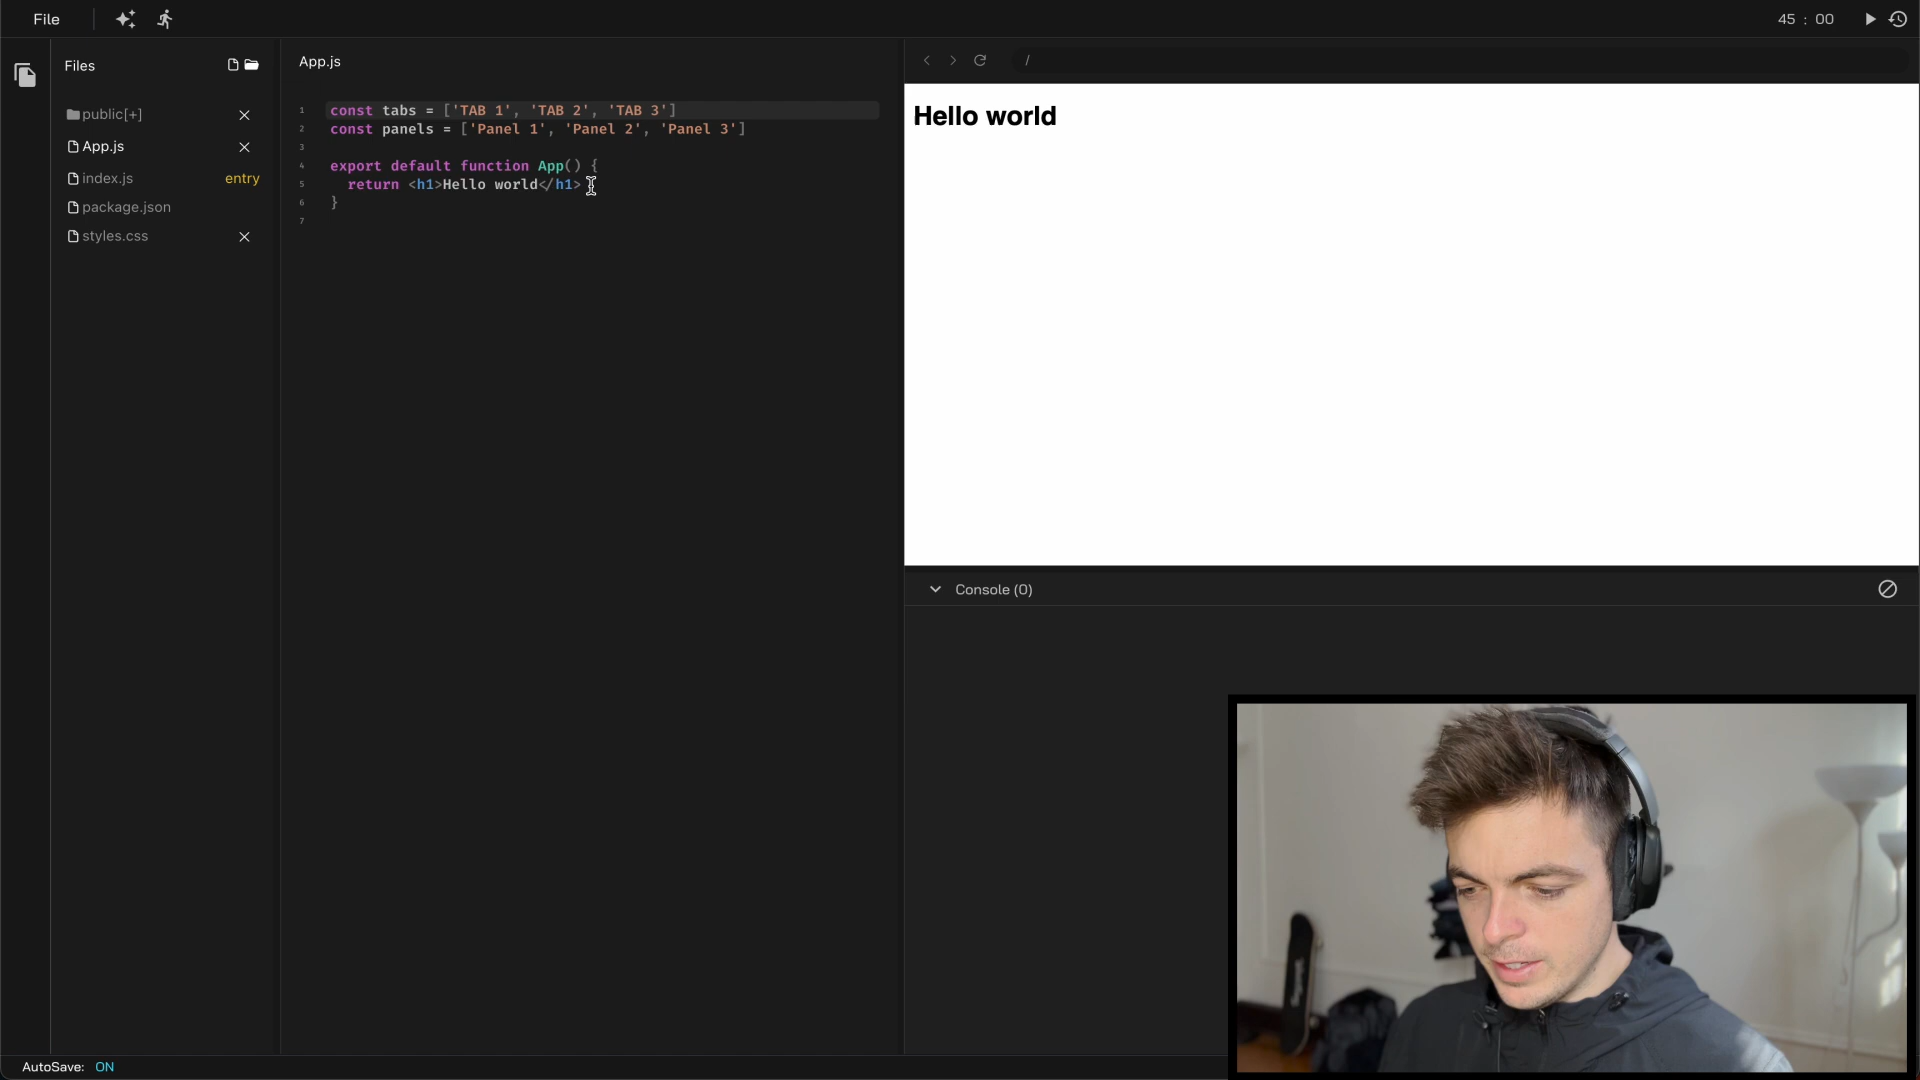 File
45 : 00
Files
public[+]
App.js
index.js
entry
package.json
styles.css
App.js
1 const tabs = ['TAB 1', 'TAB 2', 'TAB 3']
2 const panels = ['Panel 1', 'Panel 2', 'Panel 3']
3
4 export default function App() {
5 return <h1>Hello world</h1>
6 }
7
/
Hello world
Console (0)
AutoSave: ON